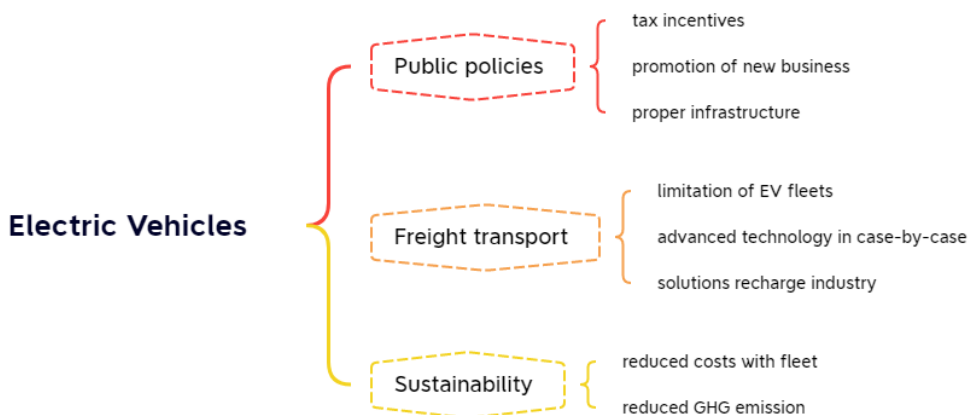 Electric Vehicles
Public policies
tax incentives
promotion of new business
proper infrastructure
Freight transport
limitation of EV fleets
advanced technology in case-by-case
solutions recharge industry
Sustainability
reduced costs with fleet
reduced GHG emission